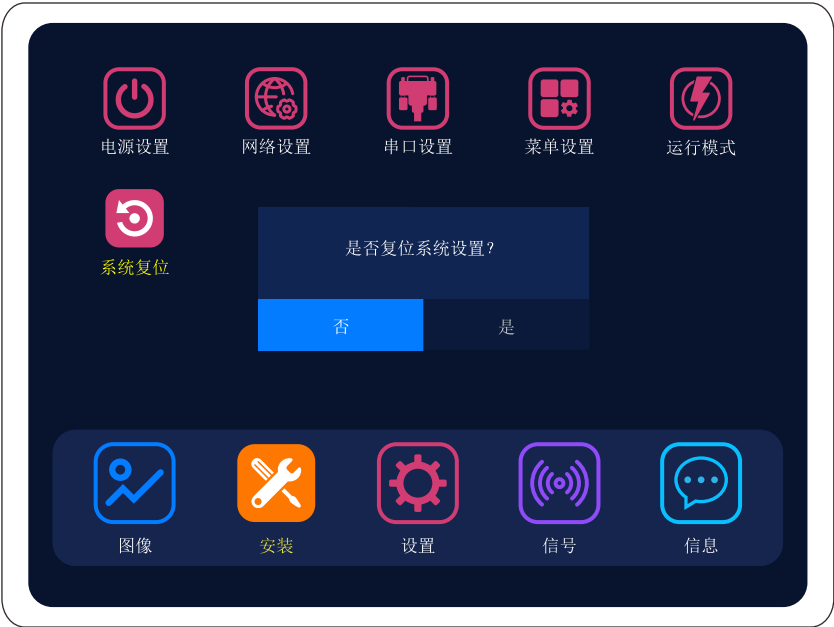 电源设置
网络设置
串口设置
菜单设置
运行模式
系统复位
是否复位系统设置?
否
是
图像
安装
设置
信号
信息